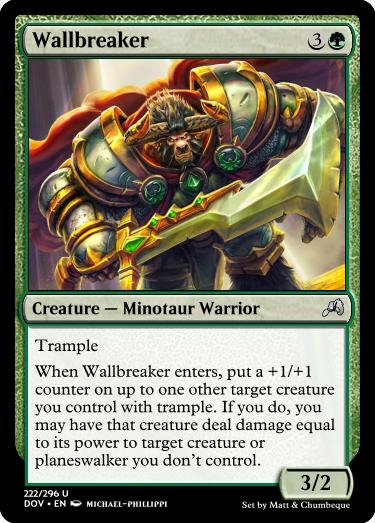 Wallbreaker 3
Creature — Minotaur Warrior
Trample
When Wallbreaker enters, put a +1/+1
counter on up to one other target creature
you control with trample. If you do, you
may have that creature deal damage equal
to its power to target creature or
planeswalker you don't control.
3/2
222/296 U
DOV • EN MICHAEL-PHILLIPPI
Set by Matt & Chumbeque